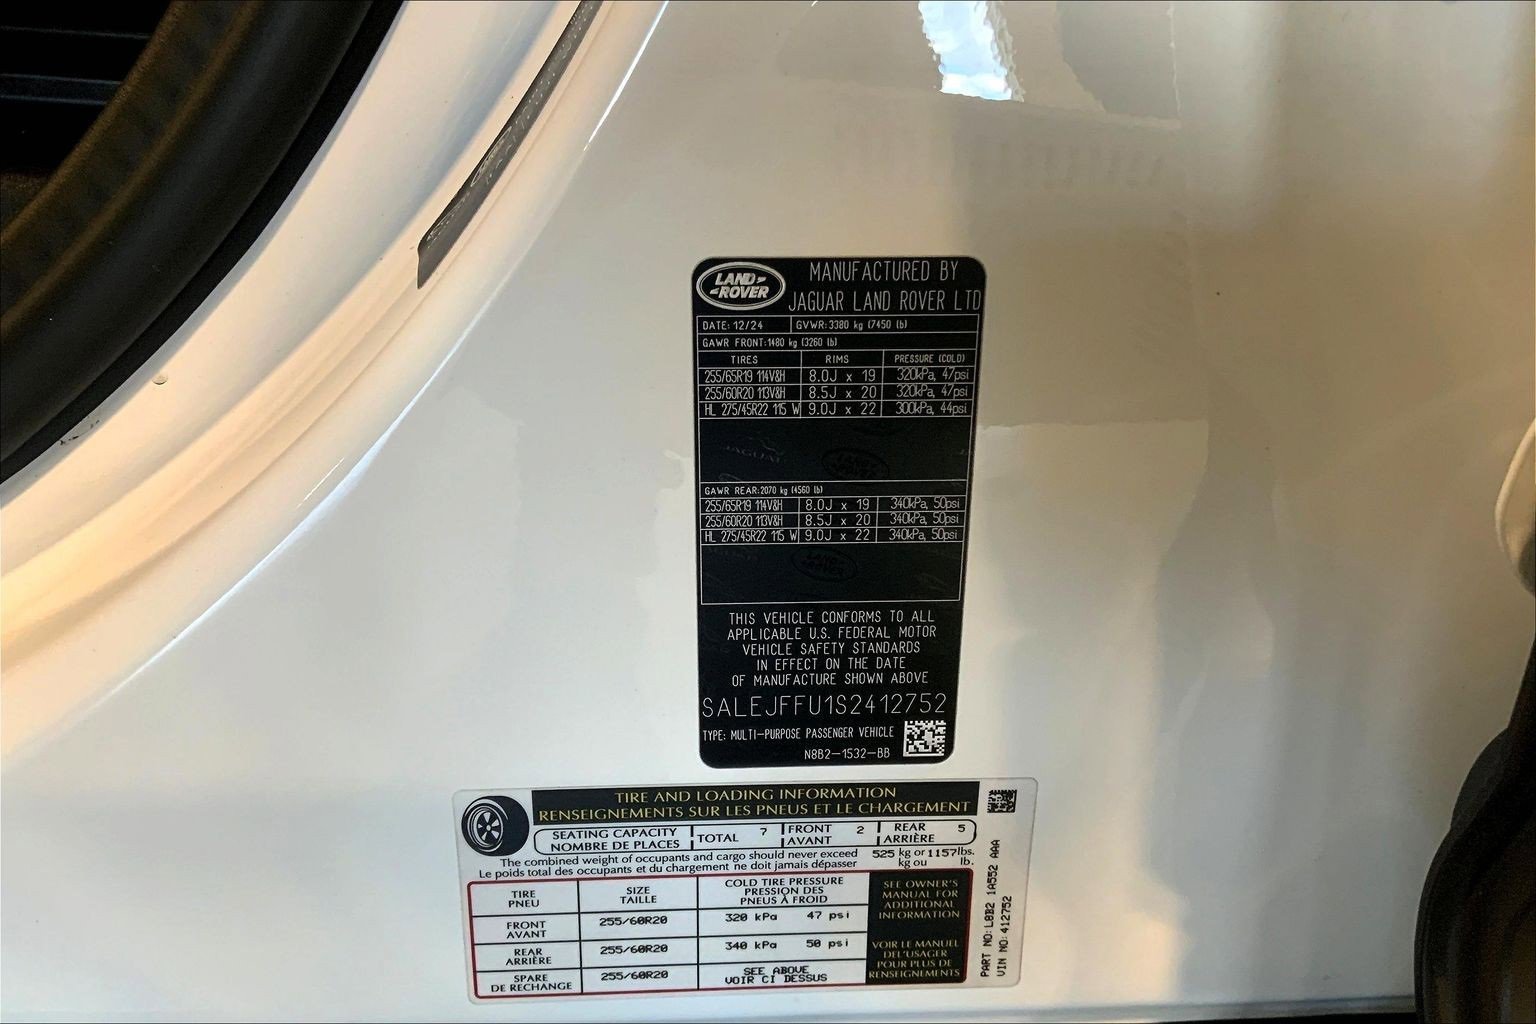 LAND ROVER
MANUFACTURED BY
JAGUAR LAND ROVER LTD
DATE: 12/24 GVWR: 3380 kg (7450 lb)
GAWR FRONT: 1480 kg (3260 lb)
TIRES RIMS PRESSURE (COLD)
255/65R19 114V&H 8.0J x 19 320kPa, 47psi
255/60R20 113V&H 8.5J x 20 320kPa, 47psi
HL 275/45R22 115 W 9.0J x 22 300kPa, 44psi
JAGUAR
GAWR REAR: 2070 kg (4560 lb)
255/65R19 114V&H 8.0J x 19 340kPa, 50psi
255/60R20 113V&H 8.5J x 20 340kPa, 50psi
HL 275/45R22 115 W 9.0J x 22 340kPa, 50psi
LAND ROVER
THIS VEHICLE CONFORMS TO ALL
APPLICABLE U.S. FEDERAL MOTOR
VEHICLE SAFETY STANDARDS
IN EFFECT ON THE DATE
OF MANUFACTURE SHOWN ABOVE
SALEJFFU1S2412752
TYPE: MULTI-PURPOSE PASSENGER VEHICLE
N8B2-1532-BB
TIRE AND LOADING INFORMATION
RENSEIGNEMENTS SUR LES PNEUS ET LE CHARGEMENT
SEATING CAPACITY TOTAL 7 FRONT 2 REAR 5
NOMBRE DE PLACES AVANT ARRIÈRE
The combined weight of occupants and cargo should never exceed 525 kg or 1157 lbs.
Le poids total des occupants et du chargement ne doit jamais dépasser kg ou lb.
TIRE
PNEU
SIZE
TAILLE
COLD TIRE PRESSURE
PRESSION DES
PNEUS À FROID
FRONT
AVANT
255/60R20 320 kPa 47 psi
REAR
ARRIÈRE
255/60R20 340 kPa 50 psi
SPARE
DE RECHANGE
255/60R20
SEE ABOVE
VOIR CI DESSUS
SEE OWNER'S
MANUAL FOR
ADDITIONAL
INFORMATION
VOIR LE MANUEL
DEL'USAGER
POUR PLUS DE
RENSEIGNEMENTS
PART NO: L8B2 1A552 AAA
VIN NO: 412752